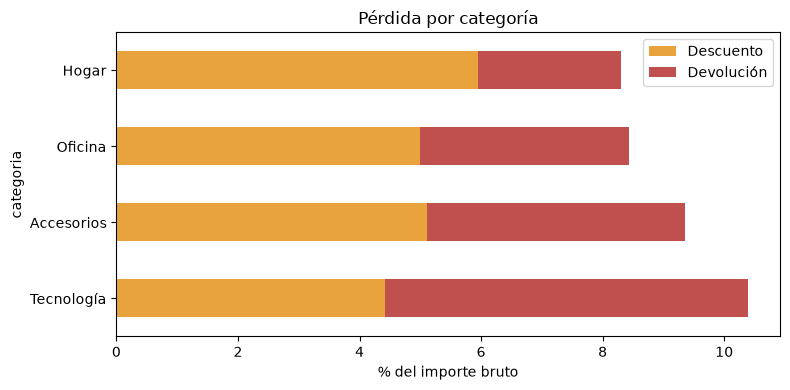 Pérdida por categoría
Descuento
Devolución
Hogar
Oficina
Accesorios
Tecnología
categoria
0 2 4 6 8 10
% del importe bruto